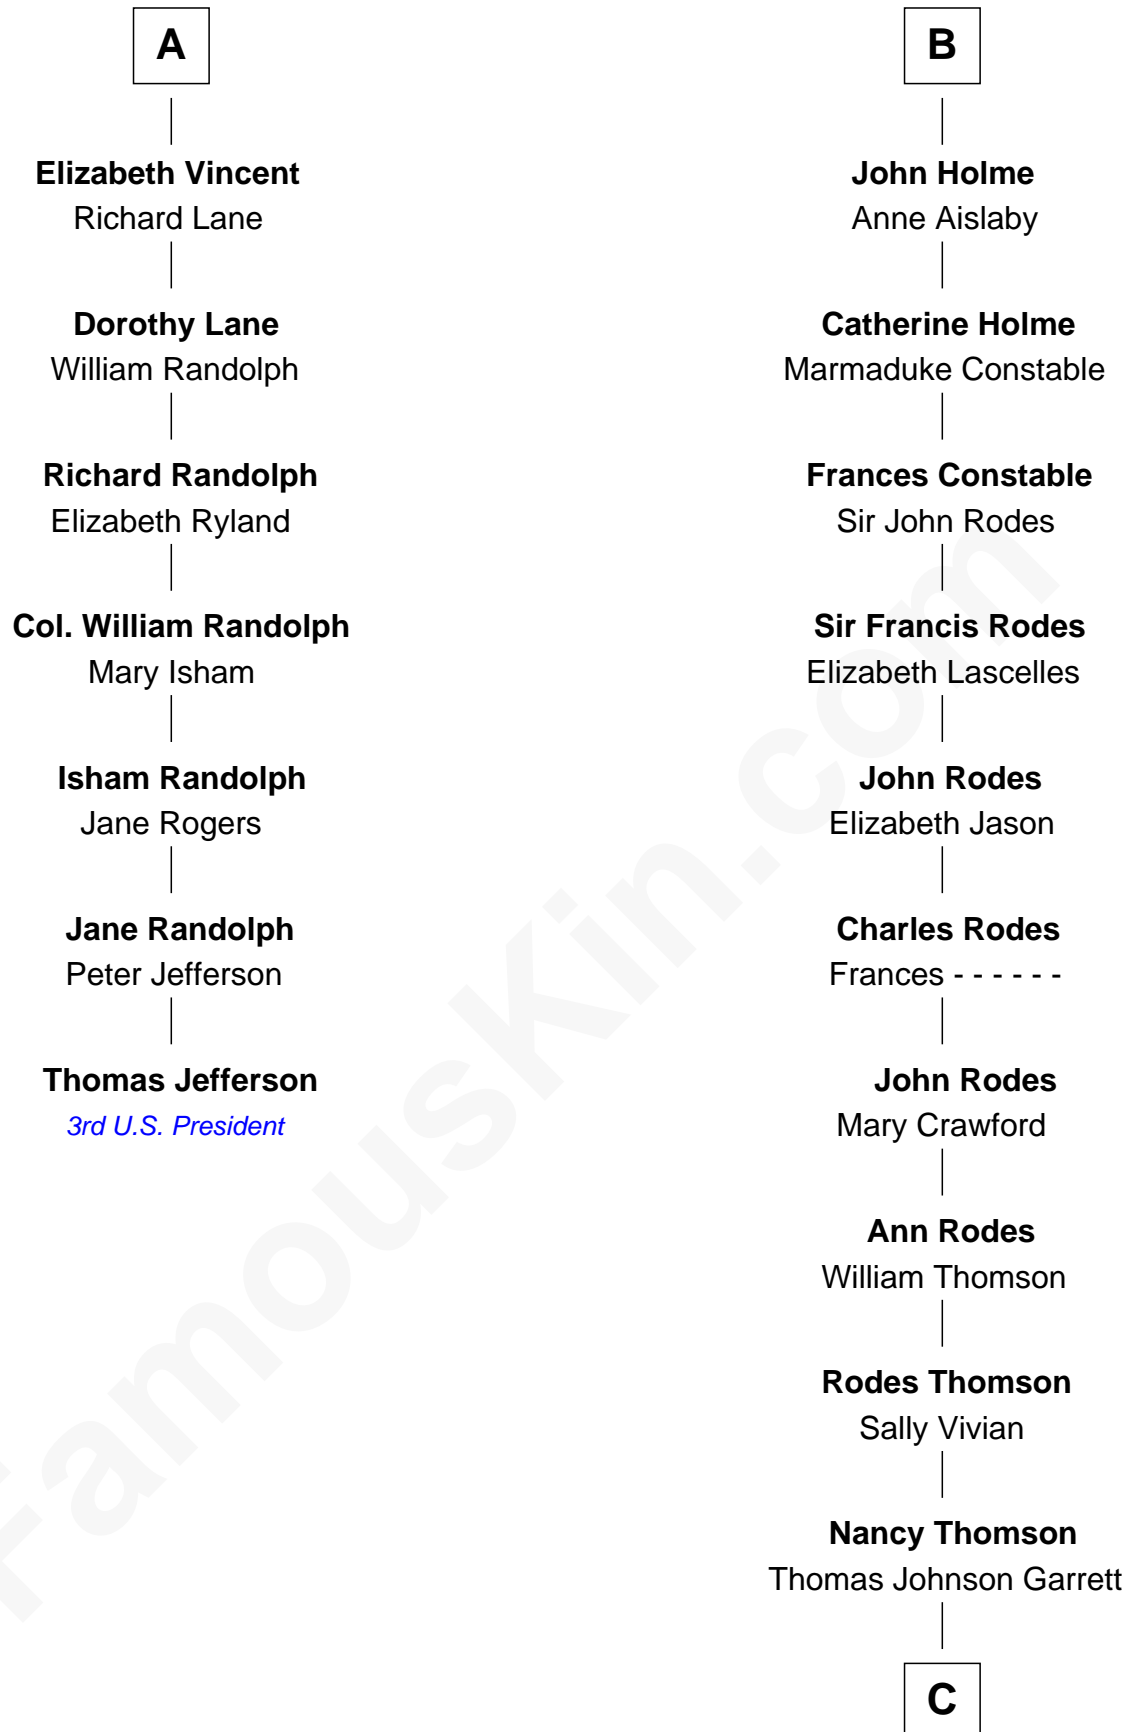 A
Elizabeth Vincent
Richard Lane
Dorothy Lane
William Randolph
Richard Randolph
Elizabeth Ryland
Col. William Randolph
Mary Isham
Isham Randolph
Jane Rogers
Jane Randolph
Peter Jefferson
Thomas Jefferson
3rd U.S. President
B
John Holme
Anne Aislaby
Catherine Holme
Marmaduke Constable
Frances Constable
Sir John Rodes
Sir Francis Rodes
Elizabeth Lascelles
John Rodes
Elizabeth Jason
Charles Rodes
Frances - - - - - -
John Rodes
Mary Crawford
Ann Rodes
William Thomson
Rodes Thomson
Sally Vivian
Nancy Thomson
Thomas Johnson Garrett
C
FamousKin.com